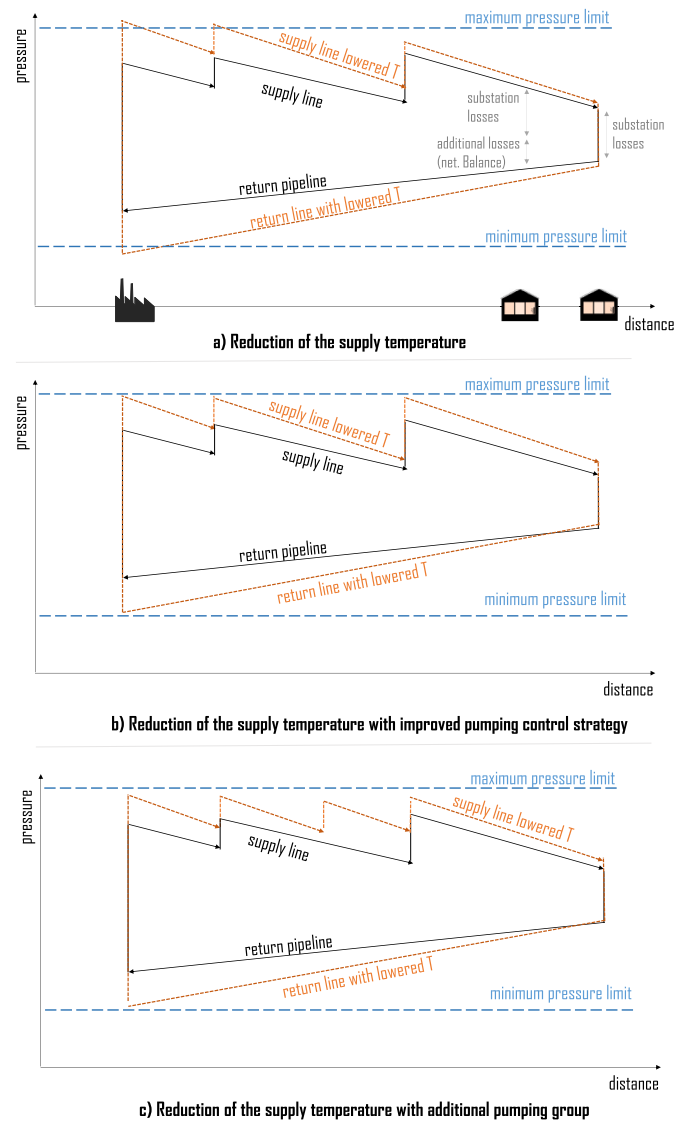 maximum pressure limit
pressure
supply line lowered T
supply line
substation
losses
additional losses
(net. Balance)
substation
losses
return pipeline
return line with lowered T
minimum pressure limit
distance
a) Reduction of the supply temperature
maximum pressure limit
pressure
supply line lowered T
supply line
return pipeline
return line with lowered T
minimum pressure limit
distance
b) Reduction of the supply temperature with improved pumping control strategy
maximum pressure limit
pressure
supply line lowered T
supply line
return pipeline
return line with lowered T
minimum pressure limit
distance
c) Reduction of the supply temperature with additional pumping group